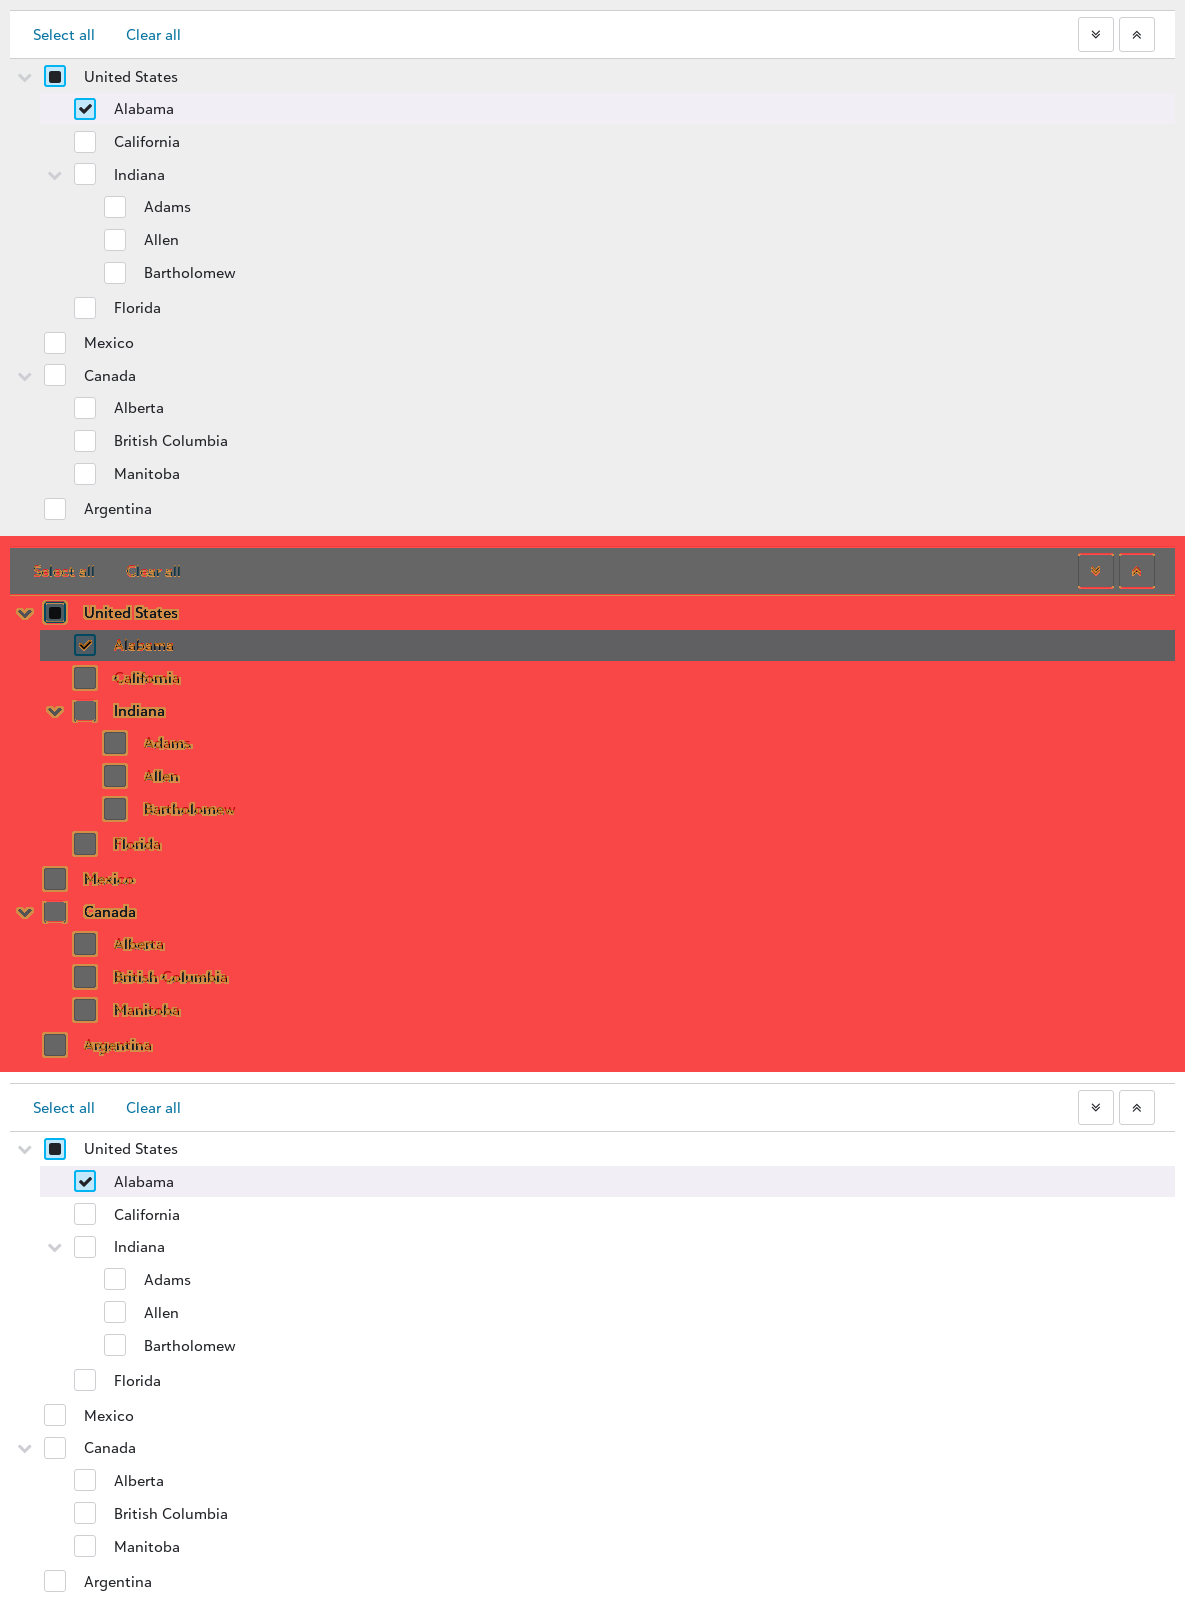 Select all Clear all
United States
Alabama
California
Indiana
Adams
Allen
Bartholomew
Florida
Mexico
Canada
Alberta
British Columbia
Manitoba
Argentina
Select all Clear all
United States
Alabama
California
Indiana
Adams
Allen
Bartholomew
Florida
Mexico
Canada
Alberta
British Columbia
Manitoba
Argentina
Select all Clear all
United States
Alabama
California
Indiana
Adams
Allen
Bartholomew
Florida
Mexico
Canada
Alberta
British Columbia
Manitoba
Argentina